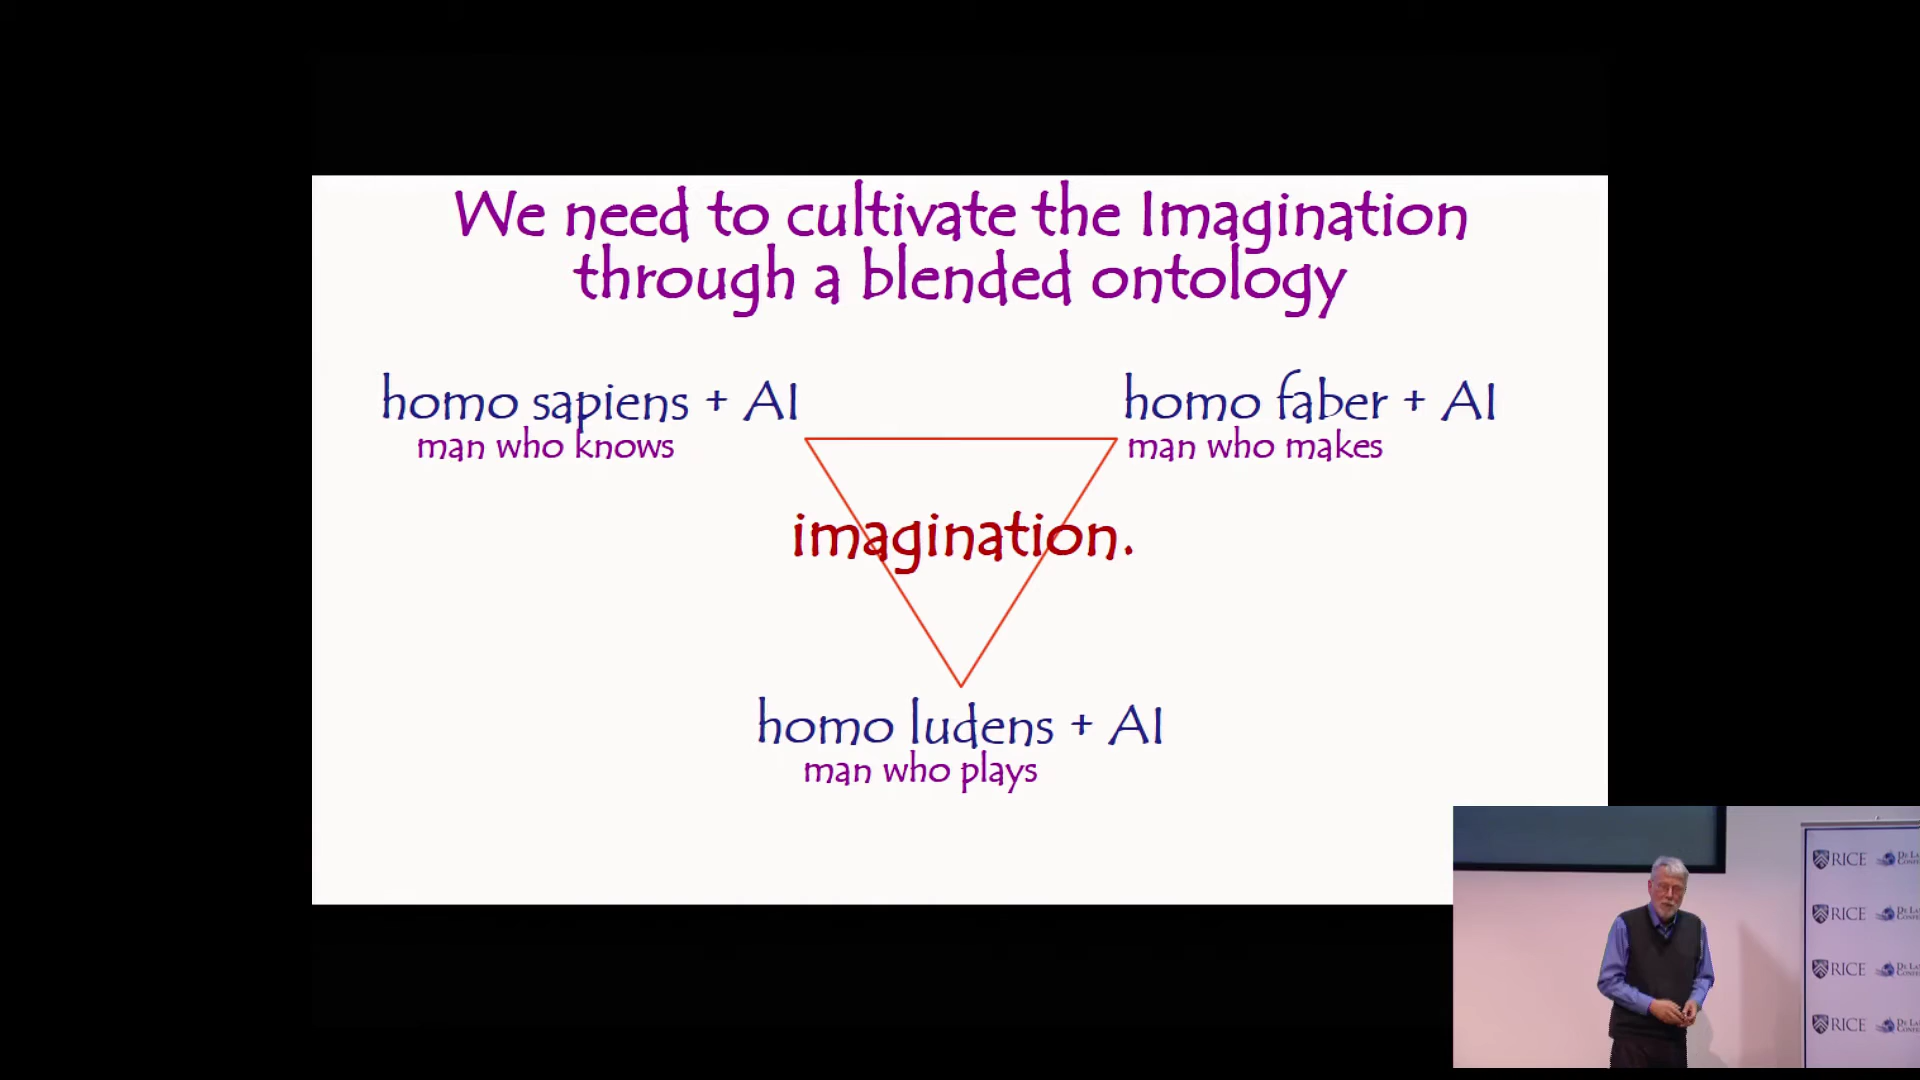 We need to cultivate the Imagination
through a blended ontology
homo sapiens + AI
man who knows
homo faber + AI
man who makes
imagination.
homo ludens + AI
man who plays
RICE
RICE
RICE
RICE